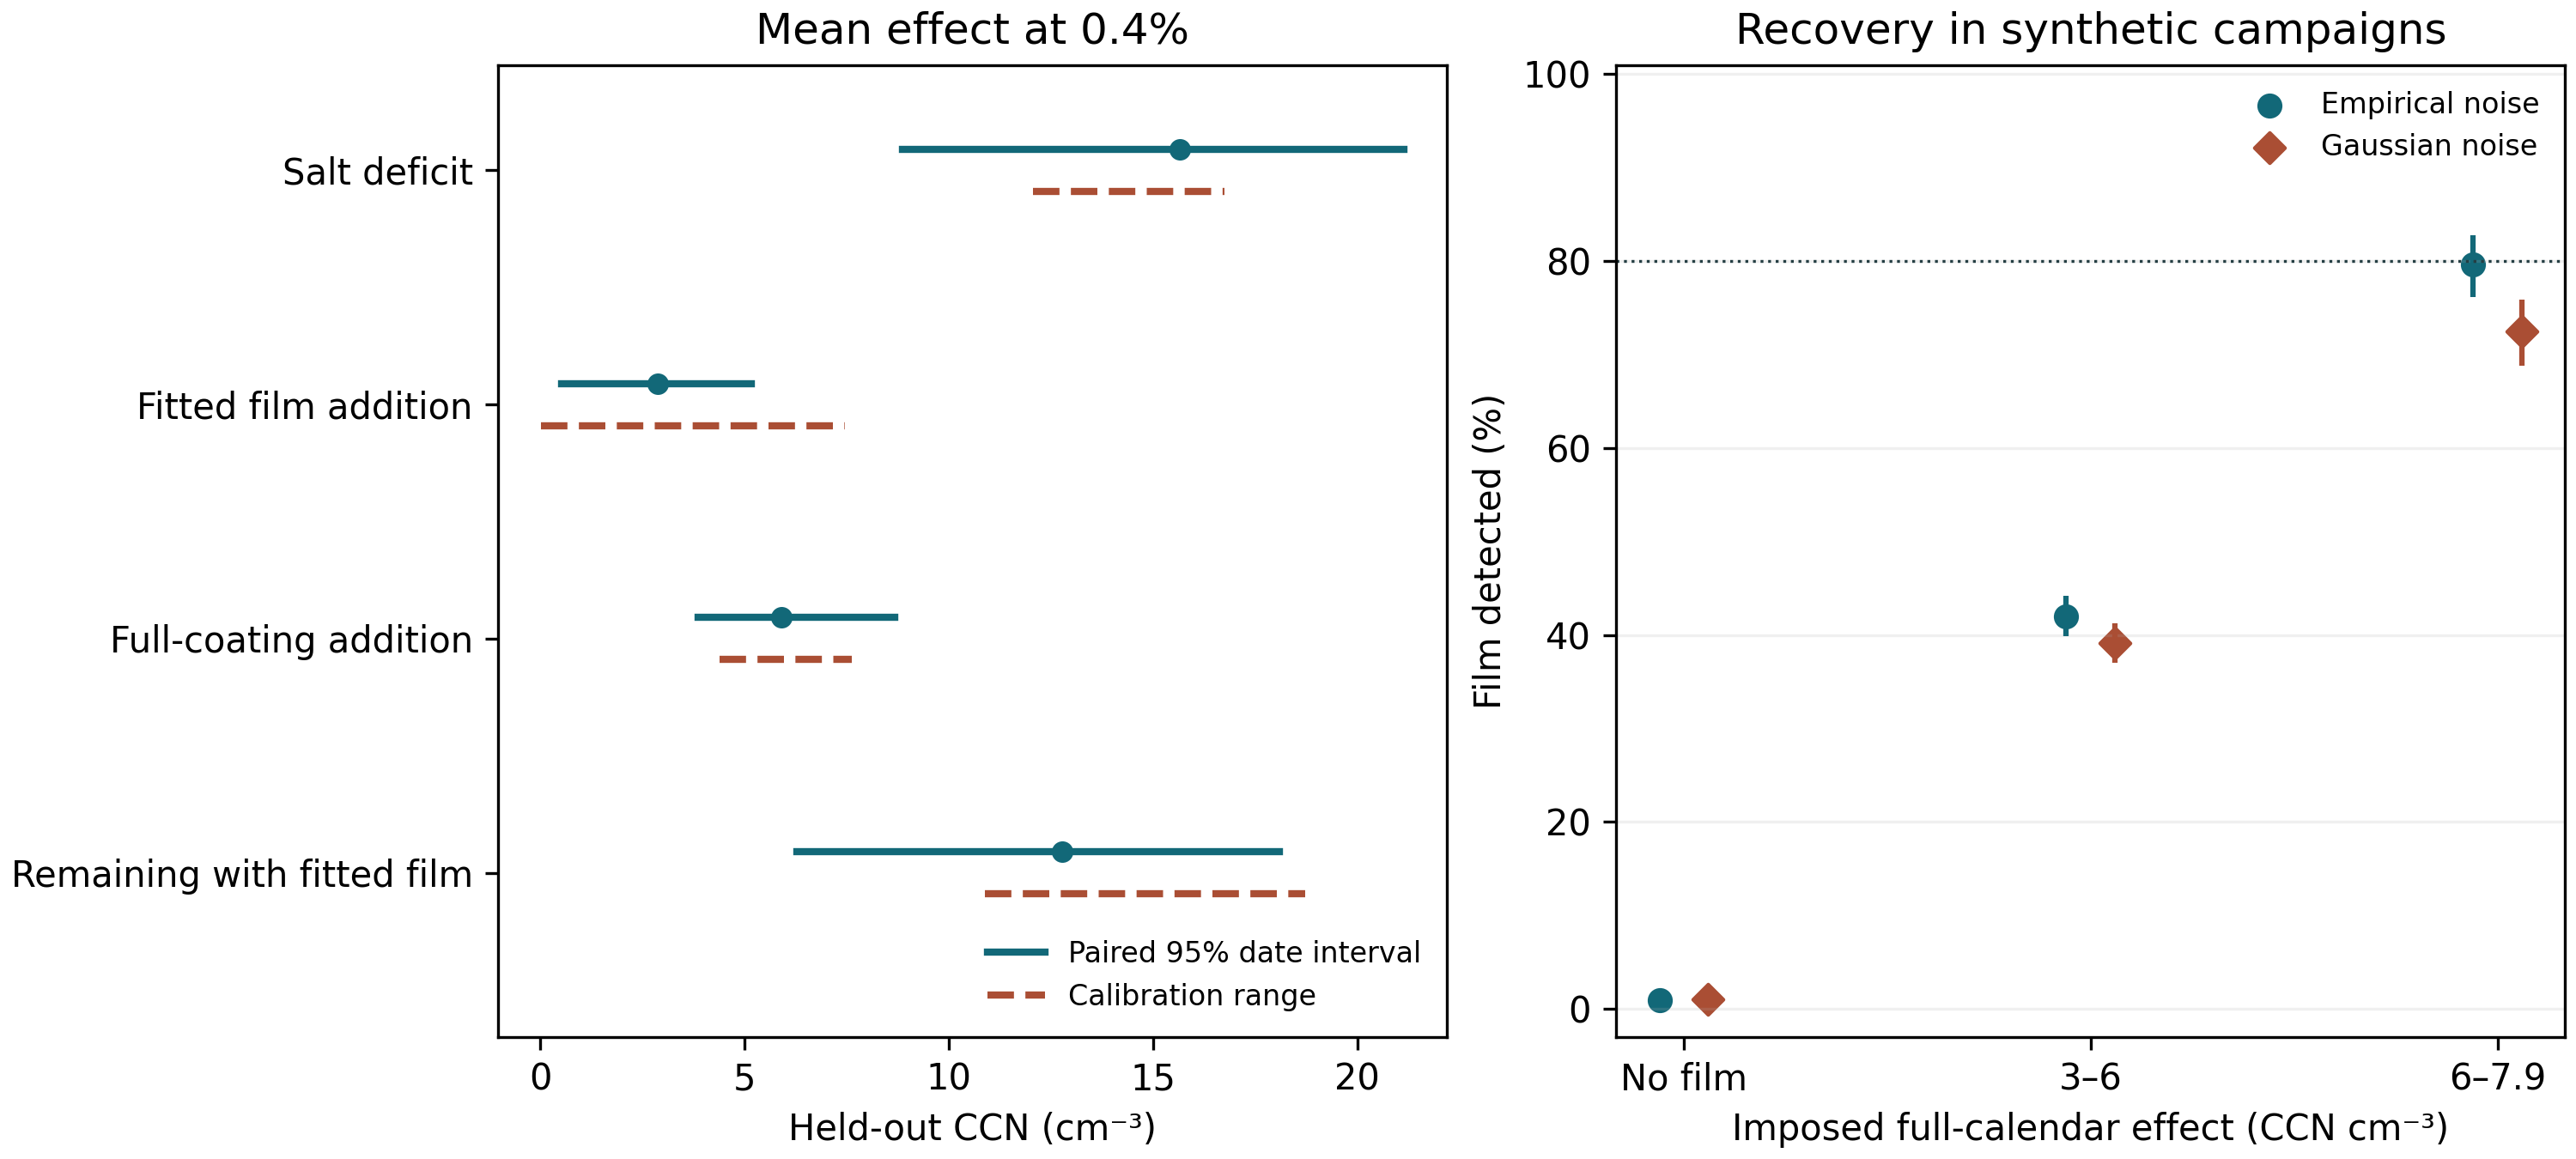 Mean effect at 0.4%
Salt deficit
Fitted film addition
Full-coating addition
Remaining with fitted film
Paired 95% date interval
Calibration range
0 5 10 15 20
Held-out CCN (cm⁻³)
Recovery in synthetic campaigns
Empirical noise
Gaussian noise
Film detected (%)
100
80
60
40
20
0
No film 3–6 6–7.9
Imposed full-calendar effect (CCN cm⁻³)